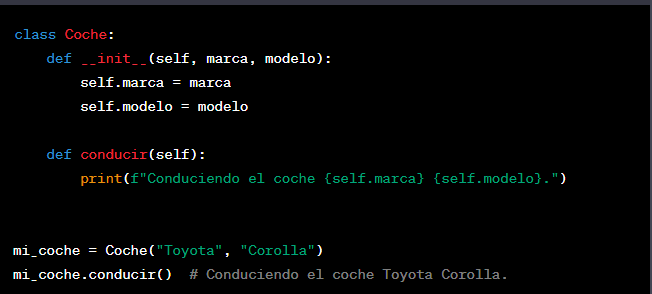 class Coche:
    def __init__(self, marca, modelo):
        self.marca = marca
        self.modelo = modelo

    def conducir(self):
        print(f"Conduciendo el coche {self.marca} {self.modelo}.")


mi_coche = Coche("Toyota", "Corolla")
mi_coche.conducir()  # Conduciendo el coche Toyota Corolla.